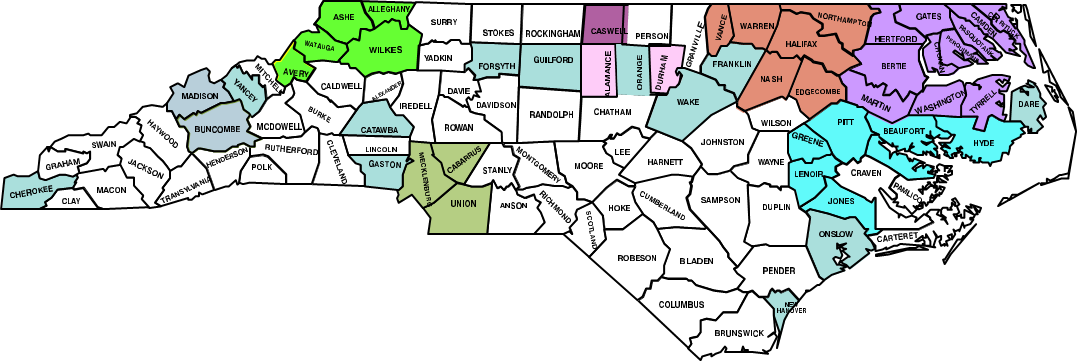 ASHE
ALLEGHANY
SURRY
STOKES
ROCKINGHAM
CASWELL
PERSON
GRANVILLE
VANCE
WARREN
NORTHAMPTON
GATES
CAMDEN
HERTFORD
PASQUOTANK
PERQUIMANS
WATAUGA
WILKES
YADKIN
FORSYTH
GUILFORD
ALAMANCE
ORANGE
DURHAM
FRANKLIN
HALIFAX
NASH
EDGECOMBE
BERTIE
MARTIN
WASHINGTON
TYRRELL
DARE
AVERY
MITCHELL
YANCEY
MADISON
CALDWELL
ALEXANDER
IREDELL
DAVIE
DAVIDSON
RANDOLPH
CHATHAM
WAKE
WILSON
PITT
BEAUFORT
HYDE
BUNCOMBE
MCDOWELL
BURKE
CATAWBA
ROWAN
JOHNSTON
GREENE
HAYWOOD
SWAIN
GRAHAM
JACKSON
HENDERSON
RUTHERFORD
CLEVELAND
LINCOLN
GASTON
MECKLENBURG
CABARRUS
STANLY
MONTGOMERY
MOORE
LEE
HARNETT
WAYNE
LENOIR
CRAVEN
PAMLICO
CHEROKEE
CLAY
MACON
TRANSYLVANIA
POLK
UNION
ANSON
RICHMOND
SCOTLAND
HOKE
CUMBERLAND
SAMPSON
DUPLIN
JONES
ONSLOW
CARTERET
ROBESON
BLADEN
PENDER
COLUMBUS
NEW
HANOVER
BRUNSWICK